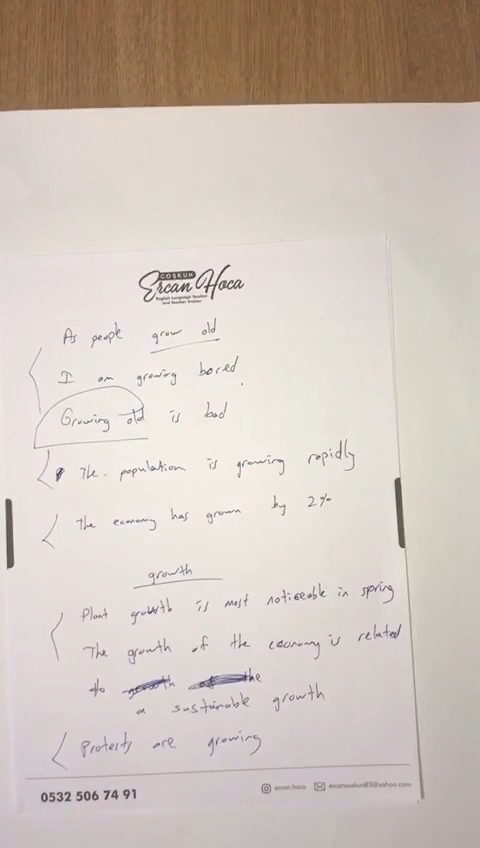 COŞKUN
Ercan Hoca
English Language Teacher
and Teacher Trainer
As people grow old
I am growing bored.
Growing old is bad
The population is growing rapidly
The economy has grown by 2%
growth
Plant growth is most noticeable in spring
The growth of the economy is related
to growth of the
a sustainable growth
Protests are growing
0532 506 74 91
ercan.hoca
ercancoskun83@yahoo.com